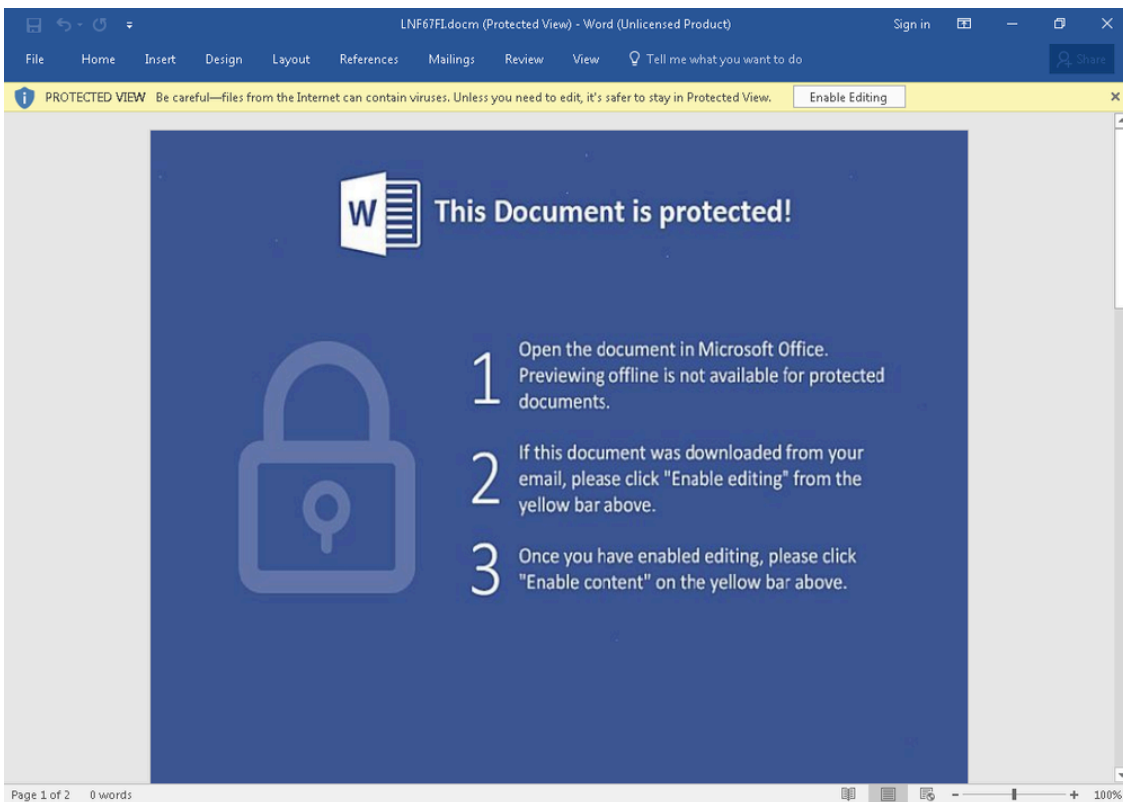 LNF67FI.docm (Protected View) - Word (Unlicensed Product)
Sign in
File Home Insert Design Layout References Mailings Review View Tell me what you want to do Share
PROTECTED VIEW Be careful—files from the Internet can contain viruses. Unless you need to edit, it's safer to stay in Protected View. Enable Editing
W
This Document is protected!
1
Open the document in Microsoft Office.
Previewing offline is not available for protected
documents.
2
If this document was downloaded from your
email, please click "Enable editing" from the
yellow bar above.
3
Once you have enabled editing, please click
"Enable content" on the yellow bar above.
Page 1 of 2 0 words 100%